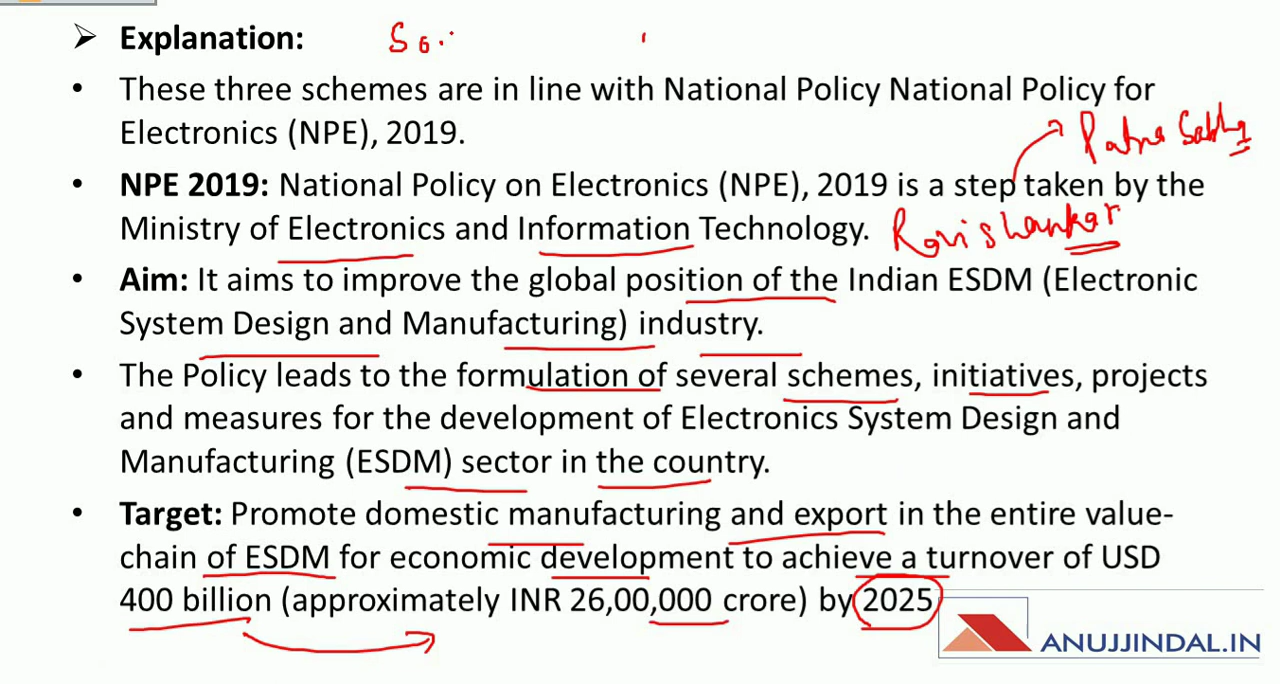 ➤ Explanation:
• These three schemes are in line with National Policy National Policy for
Electronics (NPE), 2019.
Patna Sahib
• NPE 2019: National Policy on Electronics (NPE), 2019 is a step taken by the
Ministry of Electronics and Information Technology. Ravishankar
• Aim: It aims to improve the global position of the Indian ESDM (Electronic
System Design and Manufacturing) industry.
• The Policy leads to the formulation of several schemes, initiatives, projects
and measures for the development of Electronics System Design and
Manufacturing (ESDM) sector in the country.
• Target: Promote domestic manufacturing and export in the entire value-
chain of ESDM for economic development to achieve a turnover of USD
400 billion (approximately INR 26,00,000 crore) by 2025
ANUJJINDAL.IN